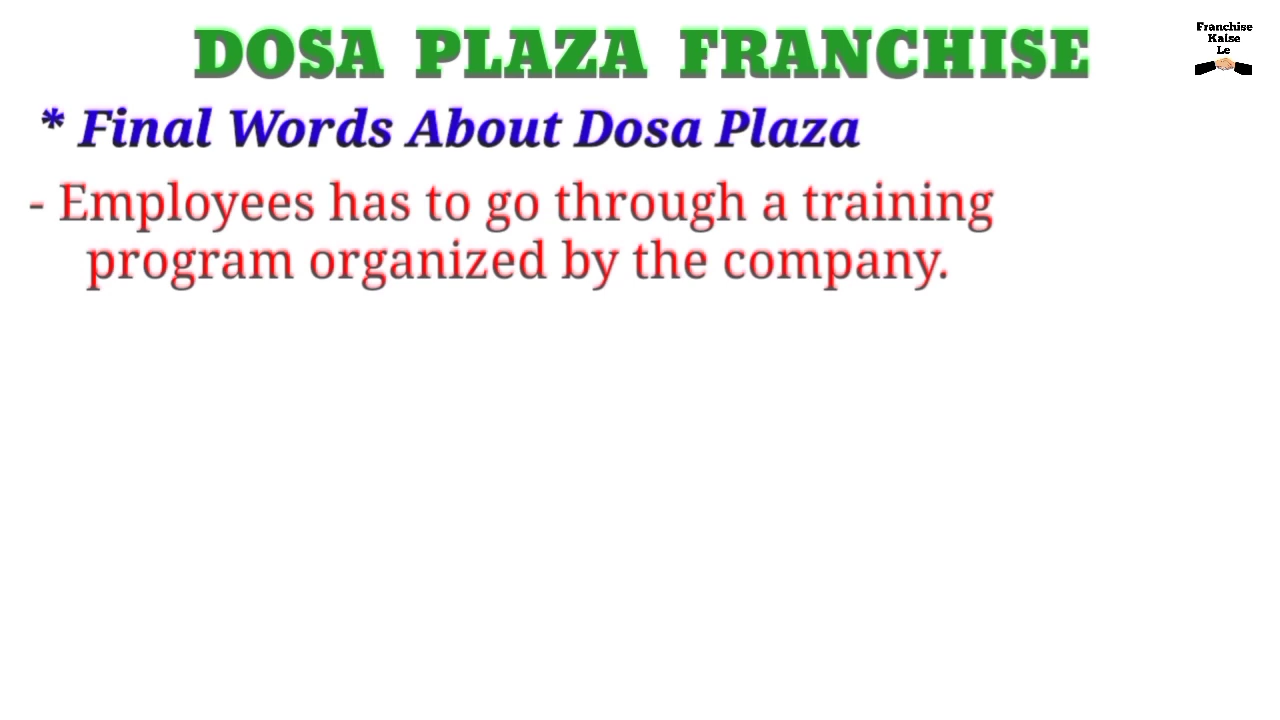 DOSA PLAZA FRANCHISE
Franchise
Kaise
Le
* Final Words About Dosa Plaza
- Employees has to go through a training
program organized by the company.